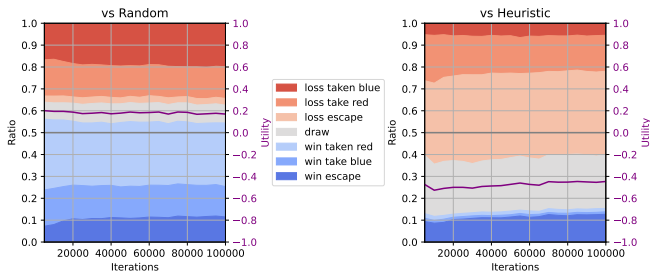 vs Random
1.0
0.9
0.8
0.7
0.6
0.5
0.4
0.3
0.2
0.1
0.0
Ratio
20000 40000 60000 80000 100000
Iterations
1.0
0.8
0.6
0.4
0.2
0.0
−0.2
−0.4
−0.6
−0.8
−1.0
Utility
loss taken blue
loss take red
loss escape
draw
win taken red
win take blue
win escape
vs Heuristic
1.0
0.9
0.8
0.7
0.6
0.5
0.4
0.3
0.2
0.1
0.0
Ratio
20000 40000 60000 80000 100000
Iterations
1.0
0.8
0.6
0.4
0.2
0.0
−0.2
−0.4
−0.6
−0.8
−1.0
Utility